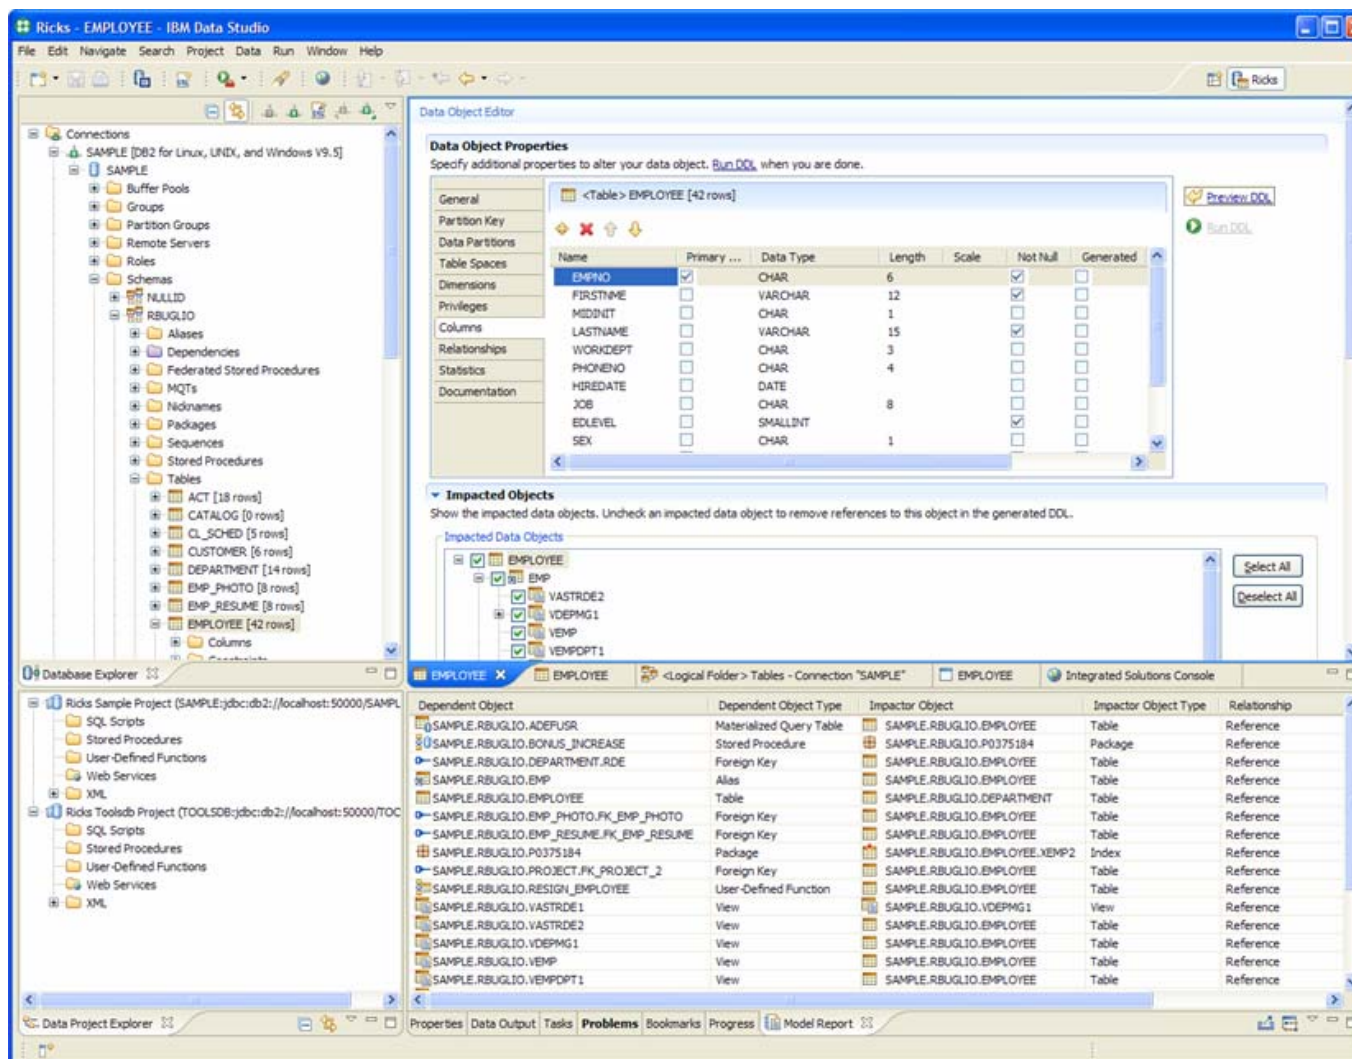 Ricks - EMPLOYEE - IBM Data Studio
File Edit Navigate Search Project Data Run Window Help
Ricks
Connections
SAMPLE [DB2 for Linux, UNIX, and Windows V9.5]
SAMPLE
Buffer Pools
Groups
Partition Groups
Remote Servers
Roles
Schemas
NULLID
RBUGLIO
Aliases
Dependencies
Federated Stored Procedures
MQTs
Nicknames
Packages
Sequences
Stored Procedures
Tables
ACT [18 rows]
CATALOG [0 rows]
CL_SCHED [5 rows]
CUSTOMER [6 rows]
DEPARTMENT [14 rows]
EMP_PHOTO [8 rows]
EMP_RESUME [8 rows]
EMPLOYEE [42 rows]
Columns
Database Explorer
Data Object Editor
Data Object Properties
Specify additional properties to alter your data object. Run DDL when you are done.
General
Partition Key
Data Partitions
Table Spaces
Dimensions
Privileges
Columns
Relationships
Statistics
Documentation
<Table> EMPLOYEE [42 rows]
Name Primary ... Data Type Length Scale Not Null Generated
EMPNO CHAR 6
FIRSTNME VARCHAR 12
MIDINIT CHAR 1
LASTNAME VARCHAR 15
WORKDEPT CHAR 3
PHONENO CHAR 4
HIREDATE DATE
JOB CHAR 8
EDLEVEL SMALLINT
SEX CHAR 1
Preview DDL
Run DDL
Impacted Objects
Show the impacted data objects. Uncheck an impacted data object to remove references to this object in the generated DDL.
Impacted Data Objects
EMPLOYEE
EMP
VASTRDE2
VDEPMG1
VEMP
VEMPDPT1
Select All
Deselect All
EMPLOYEE EMPLOYEE <Logical Folder> Tables - Connection "SAMPLE" EMPLOYEE Integrated Solutions Console
Ricks Sample Project (SAMPLE:jdbc:db2://localhost:50000/SAMPL
SQL Scripts
Stored Procedures
User-Defined Functions
Web Services
XML
Ricks Toolsdb Project (TOOLSDB:jdbc:db2://localhost:50000/TOC
SQL Scripts
Stored Procedures
User-Defined Functions
Web Services
XML
Data Project Explorer
Dependent Object Dependent Object Type Impactor Object Impactor Object Type Relationship
SAMPLE.RBUGLIO.ADEFUSR Materialized Query Table SAMPLE.RBUGLIO.EMPLOYEE Table Reference
SAMPLE.RBUGLIO.BONUS_INCREASE Stored Procedure SAMPLE.RBUGLIO.P0375184 Package Reference
SAMPLE.RBUGLIO.DEPARTMENT.RDE Foreign Key SAMPLE.RBUGLIO.EMPLOYEE Table Reference
SAMPLE.RBUGLIO.EMP Alias SAMPLE.RBUGLIO.EMPLOYEE Table Reference
SAMPLE.RBUGLIO.EMPLOYEE Table SAMPLE.RBUGLIO.DEPARTMENT Table Reference
SAMPLE.RBUGLIO.EMP_PHOTO.FK_EMP_PHOTO Foreign Key SAMPLE.RBUGLIO.EMPLOYEE Table Reference
SAMPLE.RBUGLIO.EMP_RESUME.FK_EMP_RESUME Foreign Key SAMPLE.RBUGLIO.EMPLOYEE Table Reference
SAMPLE.RBUGLIO.P0375184 Package SAMPLE.RBUGLIO.EMPLOYEE.XEMP2 Index Reference
SAMPLE.RBUGLIO.PROJECT.FK_PROJECT_2 Foreign Key SAMPLE.RBUGLIO.EMPLOYEE Table Reference
SAMPLE.RBUGLIO.RESIGN_EMPLOYEE User-Defined Function SAMPLE.RBUGLIO.EMPLOYEE Table Reference
SAMPLE.RBUGLIO.VASTRDE1 View SAMPLE.RBUGLIO.VDEPMG1 View Reference
SAMPLE.RBUGLIO.VASTRDE2 View SAMPLE.RBUGLIO.EMPLOYEE Table Reference
SAMPLE.RBUGLIO.VDEPMG1 View SAMPLE.RBUGLIO.EMPLOYEE Table Reference
SAMPLE.RBUGLIO.VEMP View SAMPLE.RBUGLIO.EMPLOYEE Table Reference
SAMPLE.RBUGLIO.VEMPDPT1 View SAMPLE.RBUGLIO.EMPLOYEE Table Reference
Properties Data Output Tasks Problems Bookmarks Progress Model Report